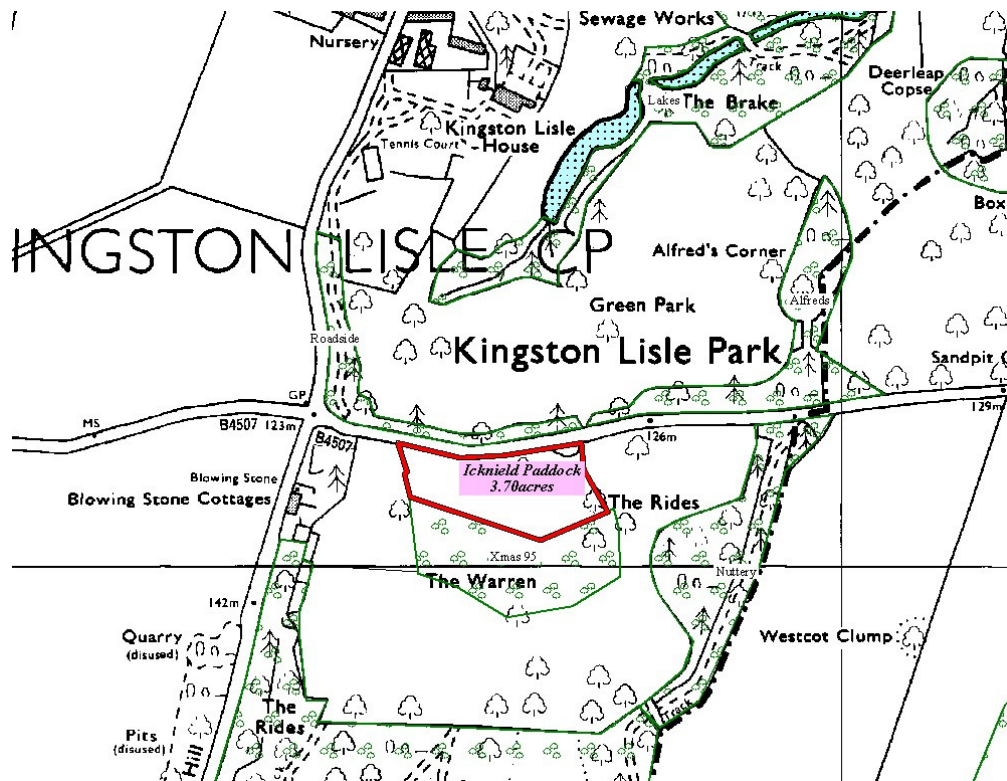 Sewage Works
Nursery
Track
Deerleap
Copse
Lakes
The Brake
Kingston Lisle
House
Tennis Court
Box
INGSTON LISLE CP
Alfred's Corner
Alfreds
Green Park
Roadside
Kingston Lisle Park
Sandpit
GP
129m
MS
B4507
123m
B4507
126m
Icknield Paddock
3.70acres
Blowing Stone
Blowing Stone Cottages
The Rides
Xmas 95
The Warren
Nuttery
142m
Quarry
(disused)
Westcot Clump
Track
The
Rides
Pits
(disused)
Hill